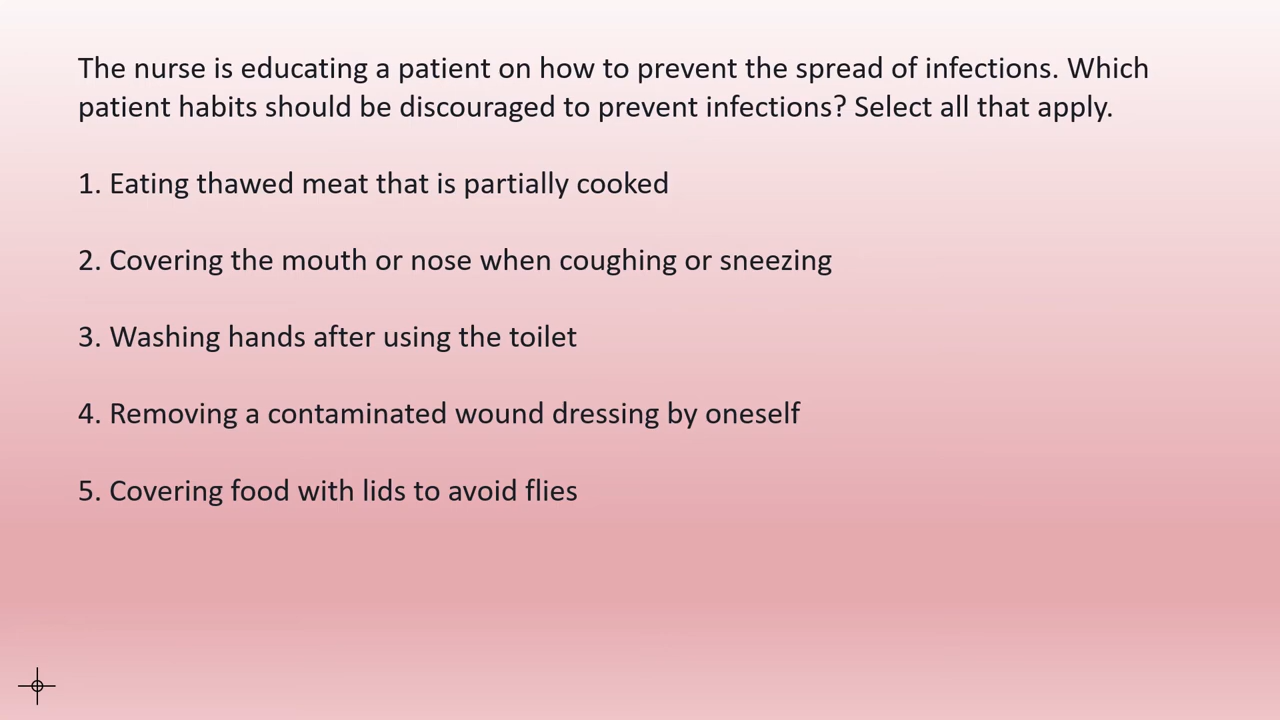 The nurse is educating a patient on how to prevent the spread of infections. Which
patient habits should be discouraged to prevent infections? Select all that apply.
1. Eating thawed meat that is partially cooked
2. Covering the mouth or nose when coughing or sneezing
3. Washing hands after using the toilet
4. Removing a contaminated wound dressing by oneself
5. Covering food with lids to avoid flies